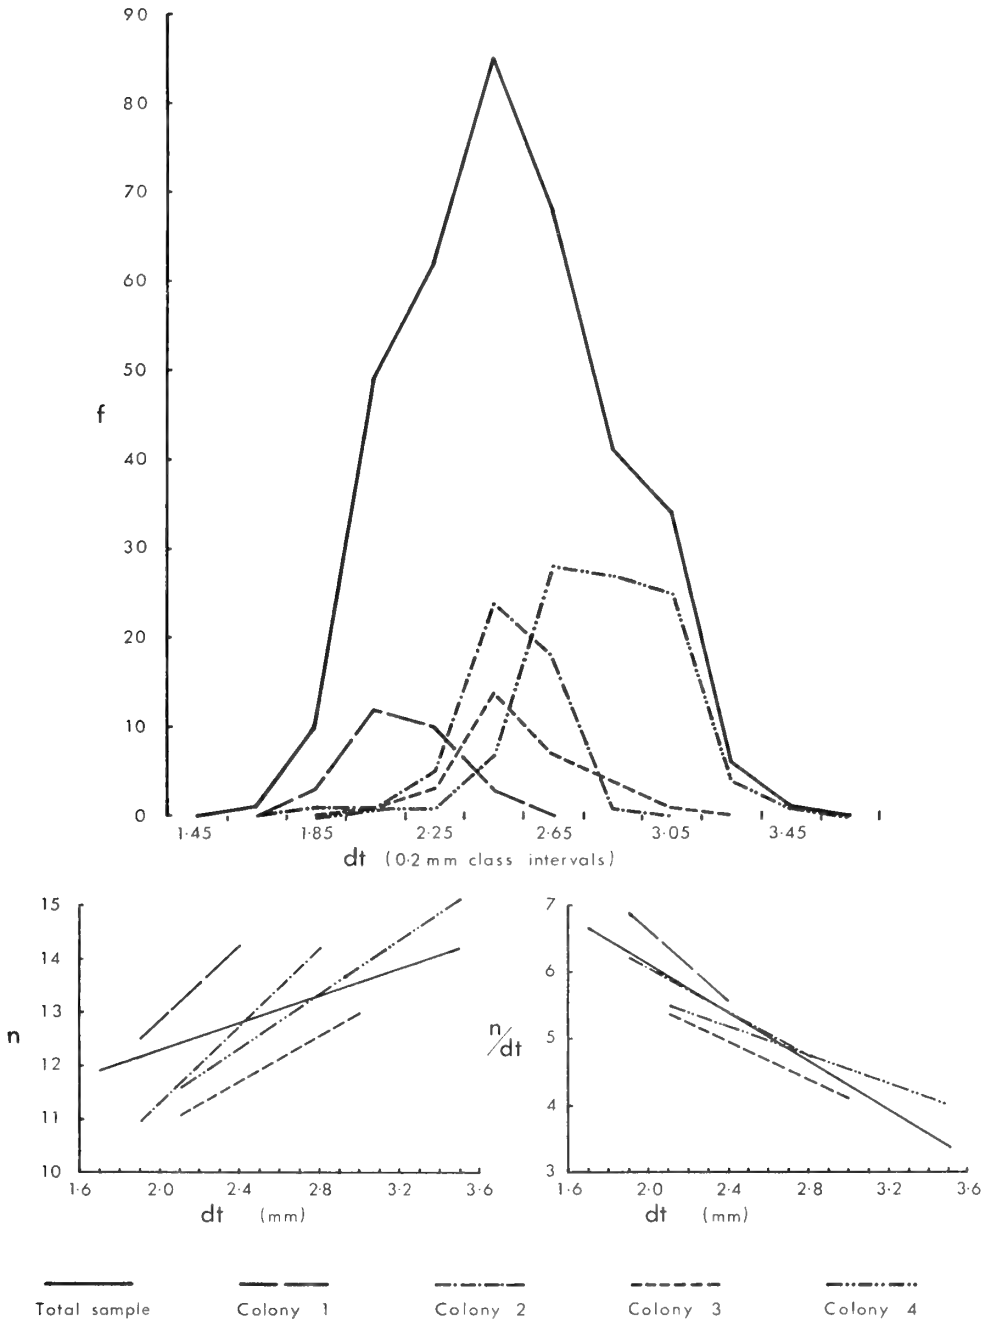 90
80
70
60
50
f
40
30
20
10
0
1·45 1·85 2·25 2·65 3·05 3·45
dt (0·2 mm class intervals)
15
14
13
n
12
11
10
1·6 2·0 2·4 2·8 3·2 3·6
dt (mm)
7
6
n/dt
5
4
3
1·6 2·0 2·4 2·8 3·2 3·6
dt (mm)
Total sample Colony 1 Colony 2 Colony 3 Colony 4